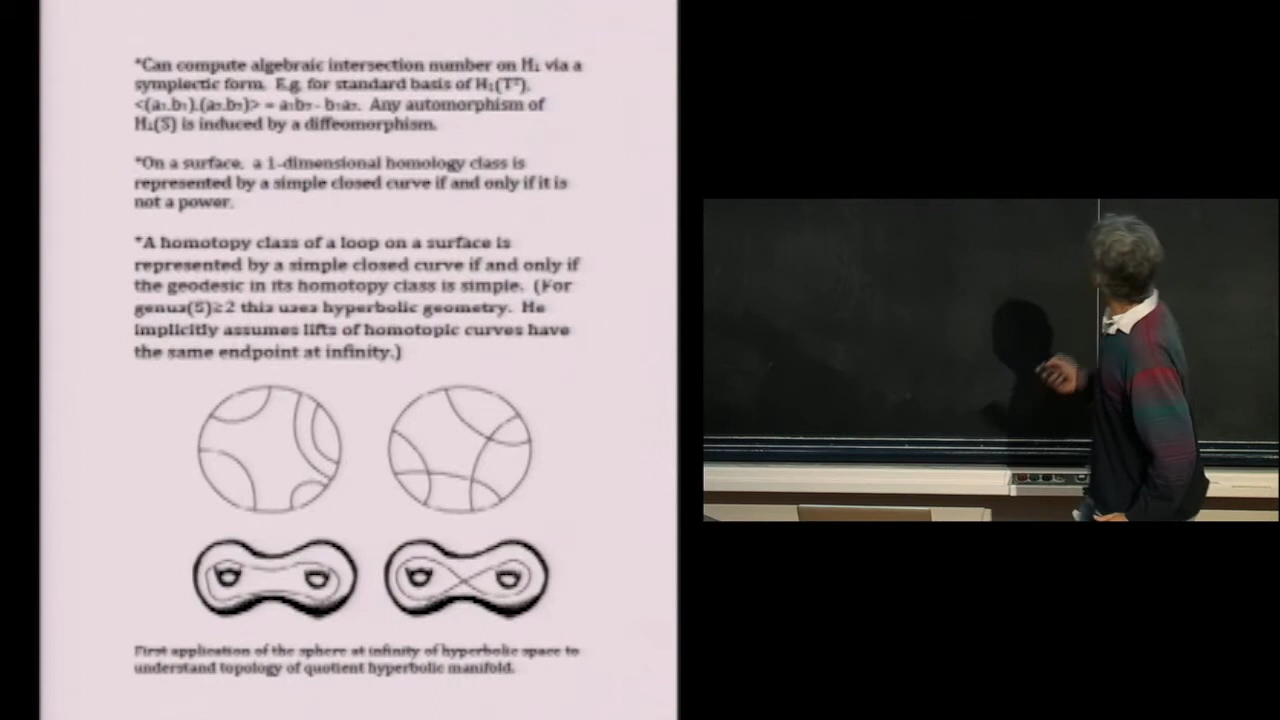 *Can compute algebraic intersection number on H₁ via a
symplectic form. E.g. for standard basis of H₁(T²),
<(a₁,b₁),(a₂,b₂)> = a₁b₂ - b₁a₂. Any automorphism of
H₁(S) is induced by a diffeomorphism.
*On a surface, a 1-dimensional homology class is
represented by a simple closed curve if and only if it is
not a power.
*A homotopy class of a loop on a surface is
represented by a simple closed curve if and only if
the geodesic in its homotopy class is simple. (For
genus(S)≥2 this uses hyperbolic geometry. He
implicitly assumes lifts of homotopic curves have
the same endpoint at infinity.)
First application of the sphere at infinity of hyperbolic space to
understand topology of quotient hyperbolic manifold.